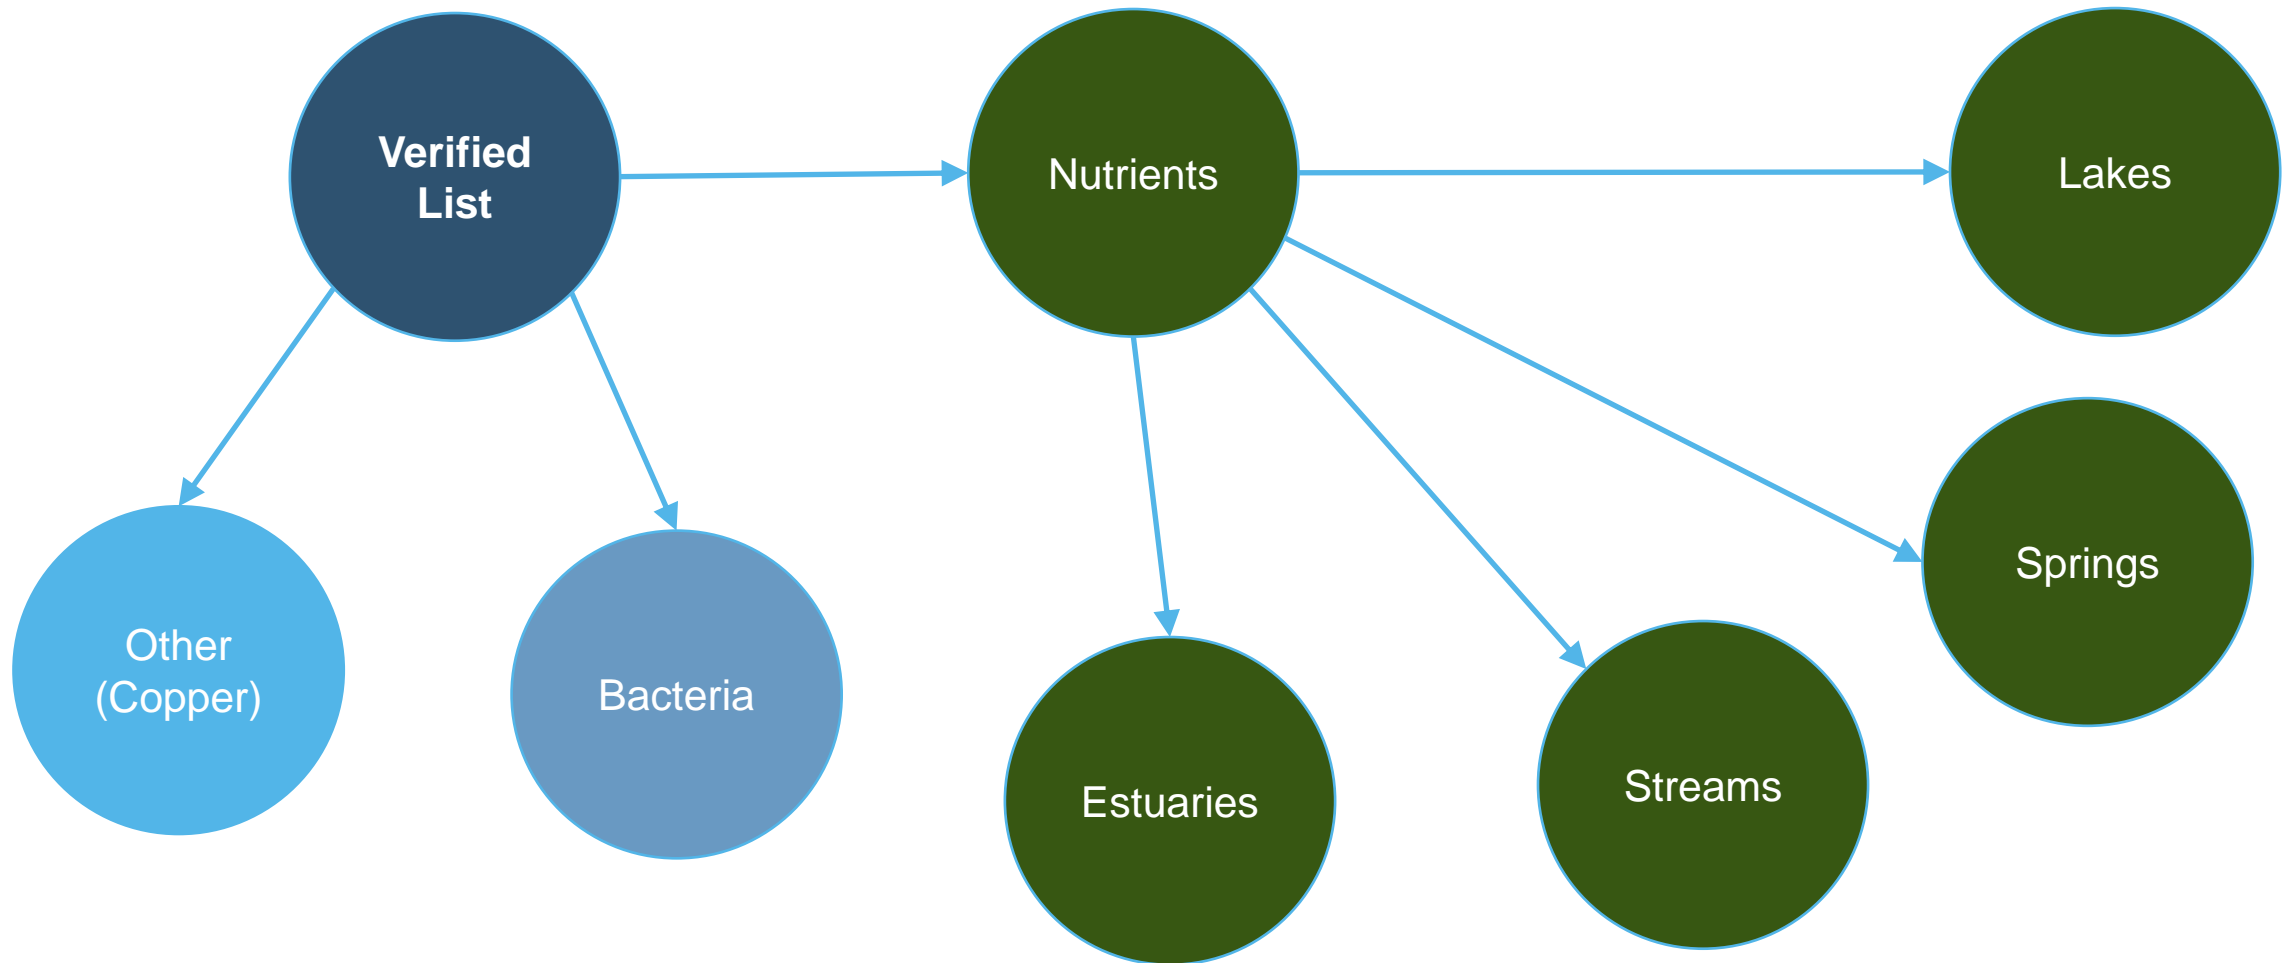 Verified
List
Nutrients
Lakes
Springs
Other
(Copper)
Bacteria
Estuaries
Streams